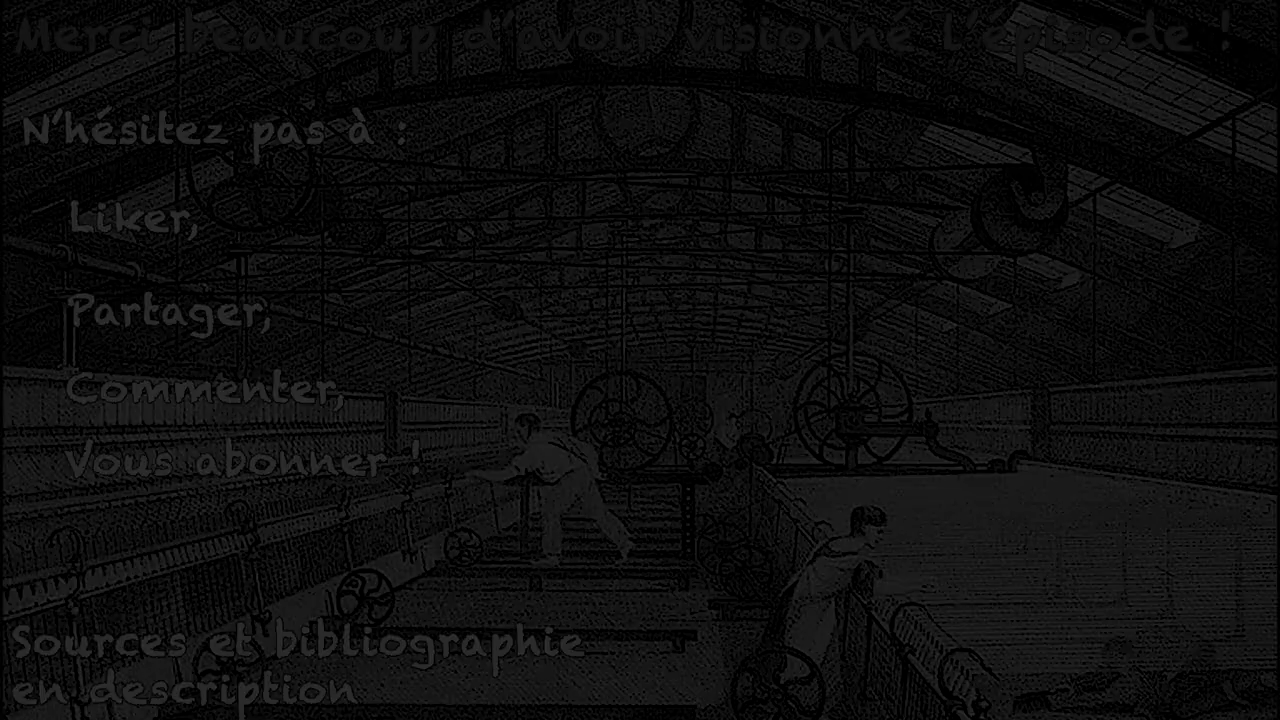 Merci beaucoup d'avoir visionné l'épisode !
N'hésitez pas à :
Liker,
Partager,
Commenter,
Vous abonner !
Sources et bibliographie
en description